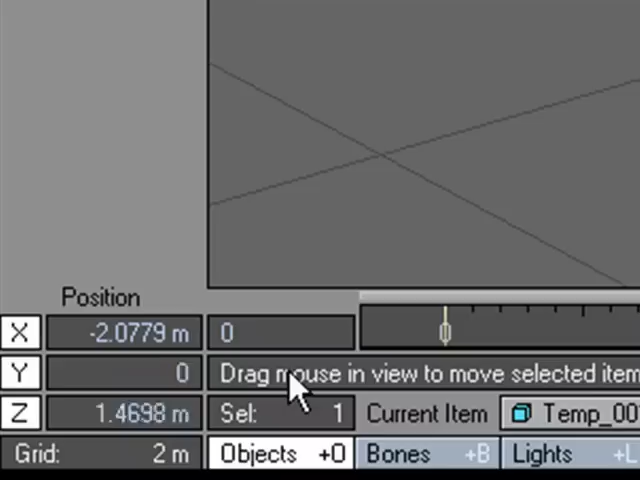 Position
X -2.0779 m 0 0
Y 0 Drag mouse in view to move selected item
Z 1.4698 m Sel: 1 Current Item Temp_00
Grid: 2 m Objects +O Bones +B Lights +L